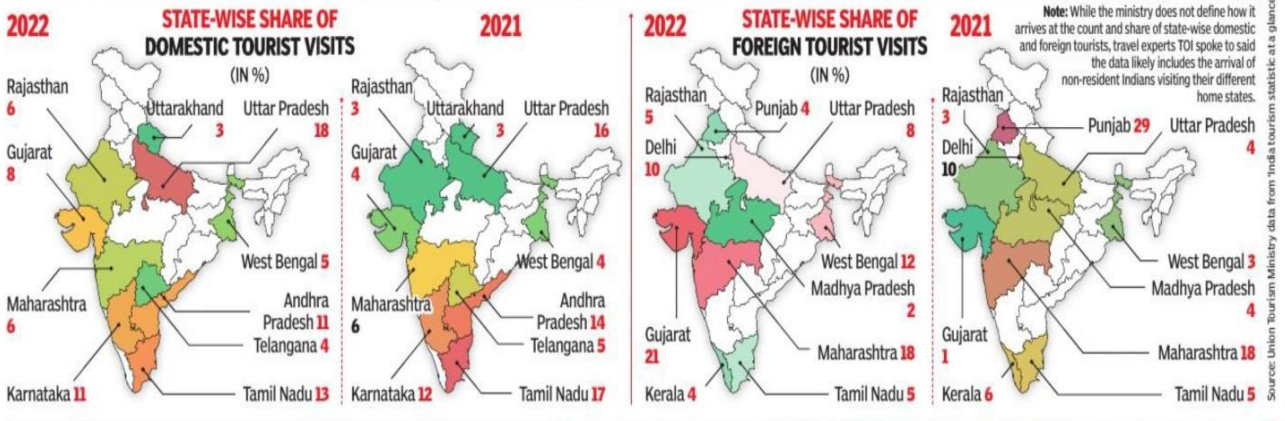 2022
STATE-WISE SHARE OF
DOMESTIC TOURIST VISITS
(IN %)
2021
Rajasthan
6
Uttarakhand
3
Uttar Pradesh
18
Gujarat
8
West Bengal 5
Maharashtra
6
Andhra
Pradesh 11
Telangana 4
Karnataka 11
Tamil Nadu 13
Rajasthan
3
Uttarakhand
3
Uttar Pradesh
16
Gujarat
4
West Bengal 4
Maharashtra
6
Andhra
Pradesh 14
Telangana 5
Karnataka 12
Tamil Nadu 17
2022
STATE-WISE SHARE OF
FOREIGN TOURIST VISITS
(IN %)
2021
Note: While the ministry does not define how it
arrives at the count and share of state-wise domestic
and foreign tourists, travel experts TOI spoke to said
the data likely includes the arrival of
non-resident Indians visiting their different
home states.
Rajasthan
5
Punjab 4
Uttar Pradesh
8
Delhi
10
West Bengal 12
Madhya Pradesh
2
Gujarat
21
Maharashtra 18
Kerala 4
Tamil Nadu 5
Rajasthan
3
Punjab 29
Uttar Pradesh
4
Delhi
10
West Bengal 3
Madhya Pradesh
4
Gujarat
1
Maharashtra 18
Kerala 6
Tamil Nadu 5
Source: Union Tourism Ministry data from 'India tourism statistic at a glance